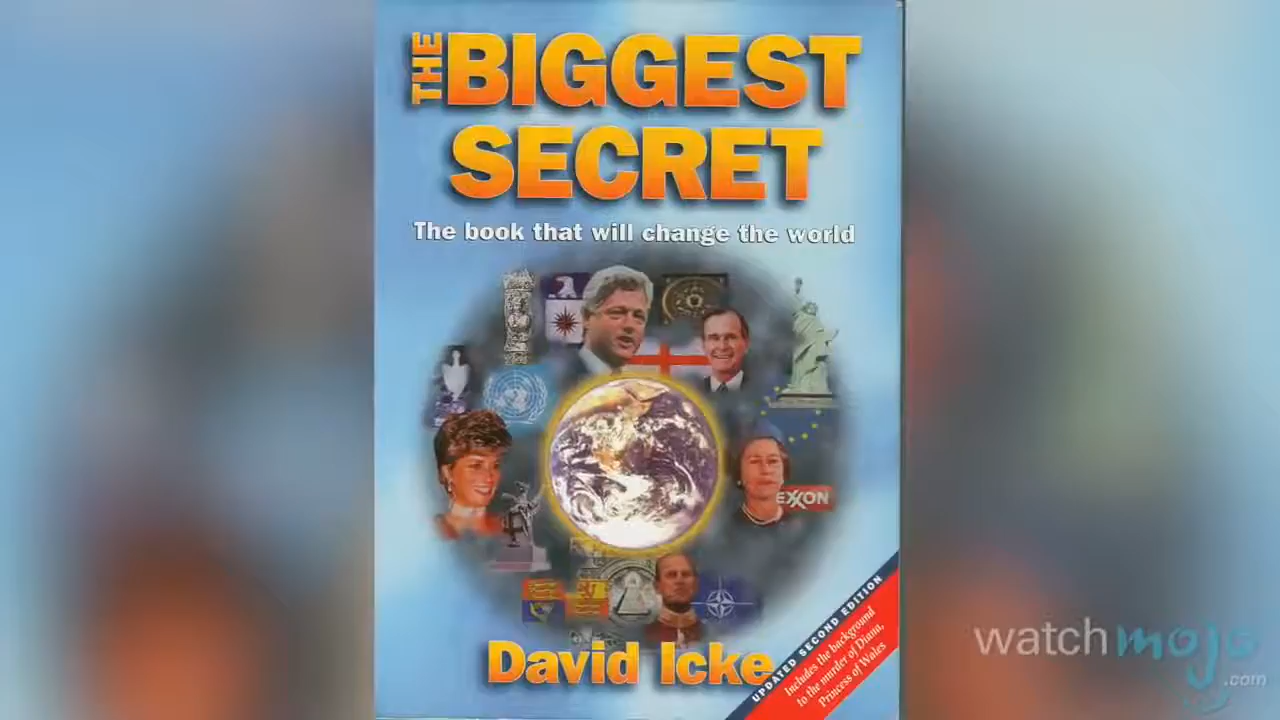 THE
BIGGEST
SECRET
The book that will change the world
EXXON
David Icke
UPDATED SECOND EDITION
Includes the background
to the murder of Diana,
Princess of Wales
watchmojo
.com